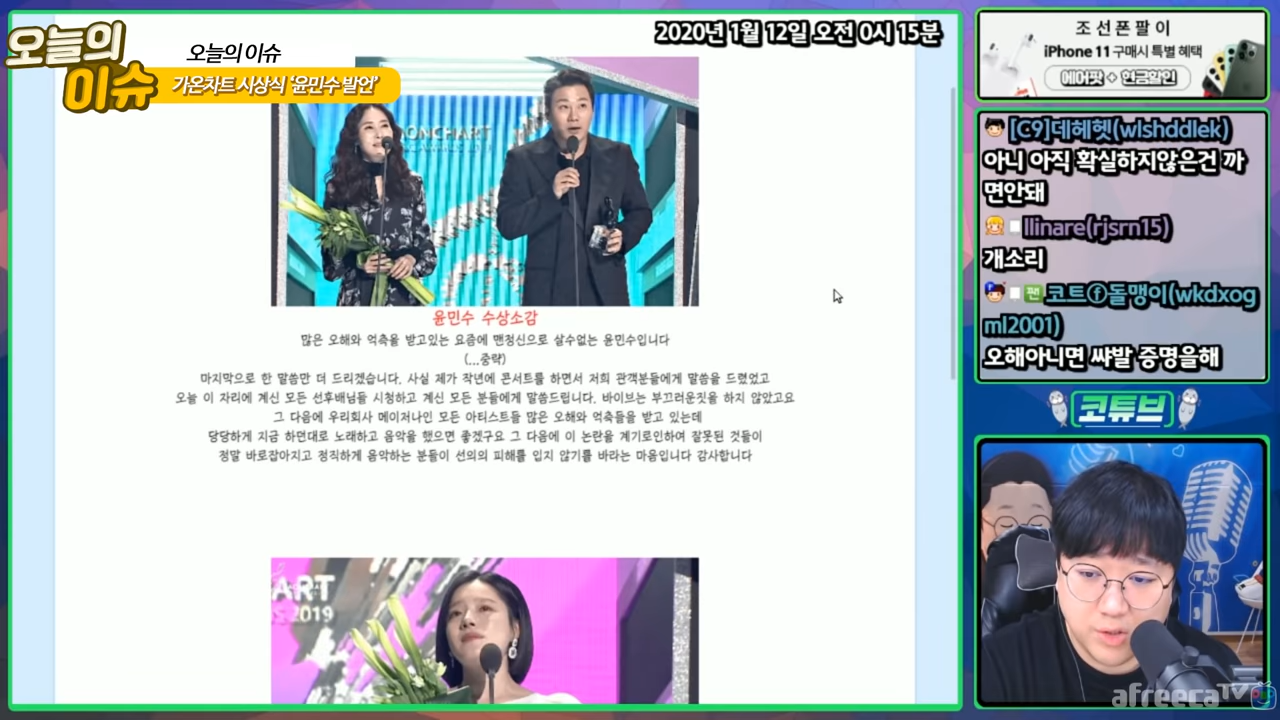 오늘의
이슈
오늘의 이슈
가온차트 시상식 '윤민수 발언'
2020년 1월 12일 오전 0시 15분
윤민수 수상소감
많은 오해와 억측을 받고있는 요즘에 맨정신으로 살수없는 윤민수입니다
(...중략)
마지막으로 한 말씀만 더 드리겠습니다. 사실 제가 작년에 콘서트를 하면서 저희 관객분들에게 말씀을 드렸었고
오늘 이 자리에 계신 모든 선후배님들 시청하고 계신 모든 분들에게 말씀드립니다. 바이브는 부끄러운짓을 하지 않았고요
그 다음에 우리회사 메이저나인 모든 아티스트들 많은 오해와 억측들을 받고 있는데
당당하게 지금 하던대로 노래하고 음악을 했으면 좋겠구요 그 다음에 이 논란을 계기로인하여 잘못된 것들이
정말 바로잡아지고 정직하게 음악하는 분들이 선의의 피해를 입지 않기를 바라는 마음입니다 감사합니다
ART
2019
조선폰팔이
iPhone 11 구매시 특별 혜택
에어팟 + 현금할인
[C9]데헤헷(wlshddlek)
아니 아직 확실하지않은건 까
면안돼
llinare(rjsrn15)
개소리
팬 코트ⓕ돌맹이(wkdxog
ml2001)
오해아니면 쌰발 증명을해
코튜브
afreecaTV